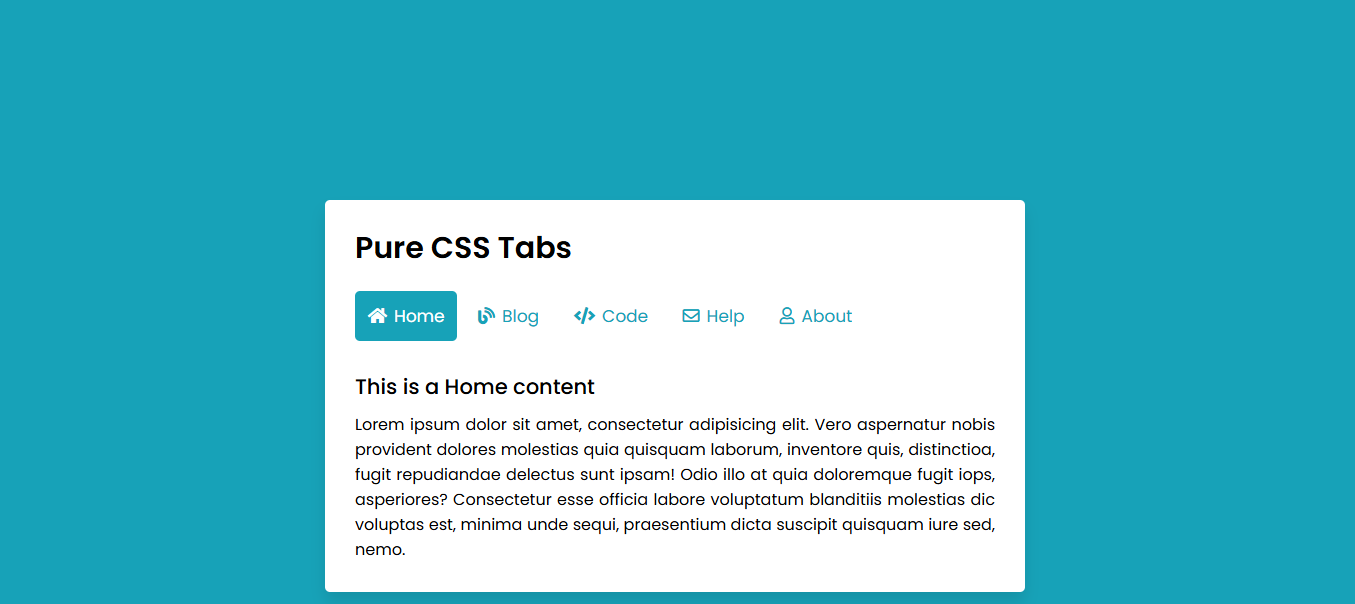 Pure CSS Tabs
Home Blog Code Help About
This is a Home content
Lorem ipsum dolor sit amet, consectetur adipisicing elit. Vero aspernatur nobis
provident dolores molestias quia quisquam laborum, inventore quis, distinctioa,
fugit repudiandae delectus sunt ipsam! Odio illo at quia doloremque fugit iops,
asperiores? Consectetur esse officia labore voluptatum blanditiis molestias dic
voluptas est, minima unde sequi, praesentium dicta suscipit quisquam iure sed,
nemo.